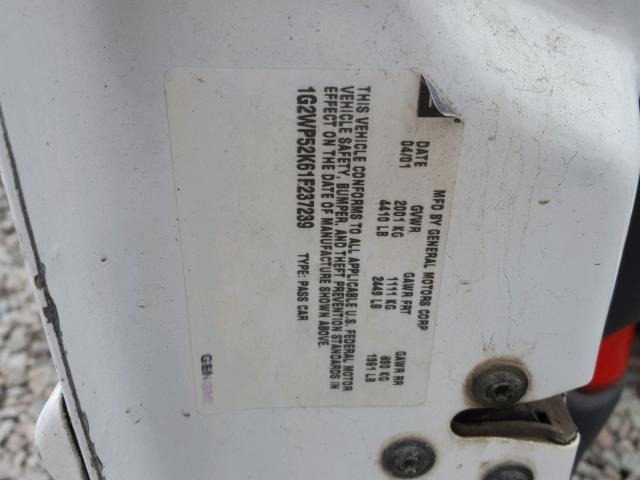 MFD BY GENERAL MOTORS CORP
DATE GVWR GAWR FRT GAWR RR
04/01 2001 KG 1111 KG 890 KG
4410 LB 2449 LB 1961 LB
THIS VEHICLE CONFORMS TO ALL APPLICABLE U.S. FEDERAL MOTOR
VEHICLE SAFETY, BUMPER, AND THEFT PREVENTION STANDARDS IN
EFFECT ON THE DATE OF MANUFACTURE SHOWN ABOVE.
1G2WP52K61F237239 TYPE: PASS CAR
GEN